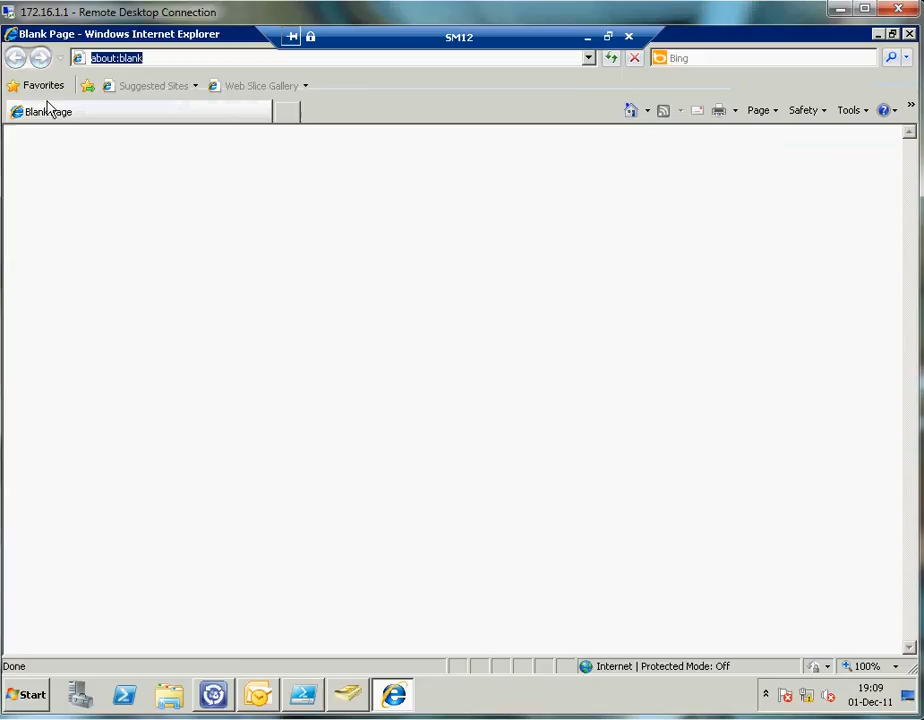 172.16.1.1 - Remote Desktop Connection
Blank Page - Windows Internet Explorer
SM12
about:blank
Bing
Favorites
Suggested Sites
Web Slice Gallery
Blank Page
Page
Safety
Tools
»
Done
Internet | Protected Mode: Off
100%
Start
19:09
01-Dec-11